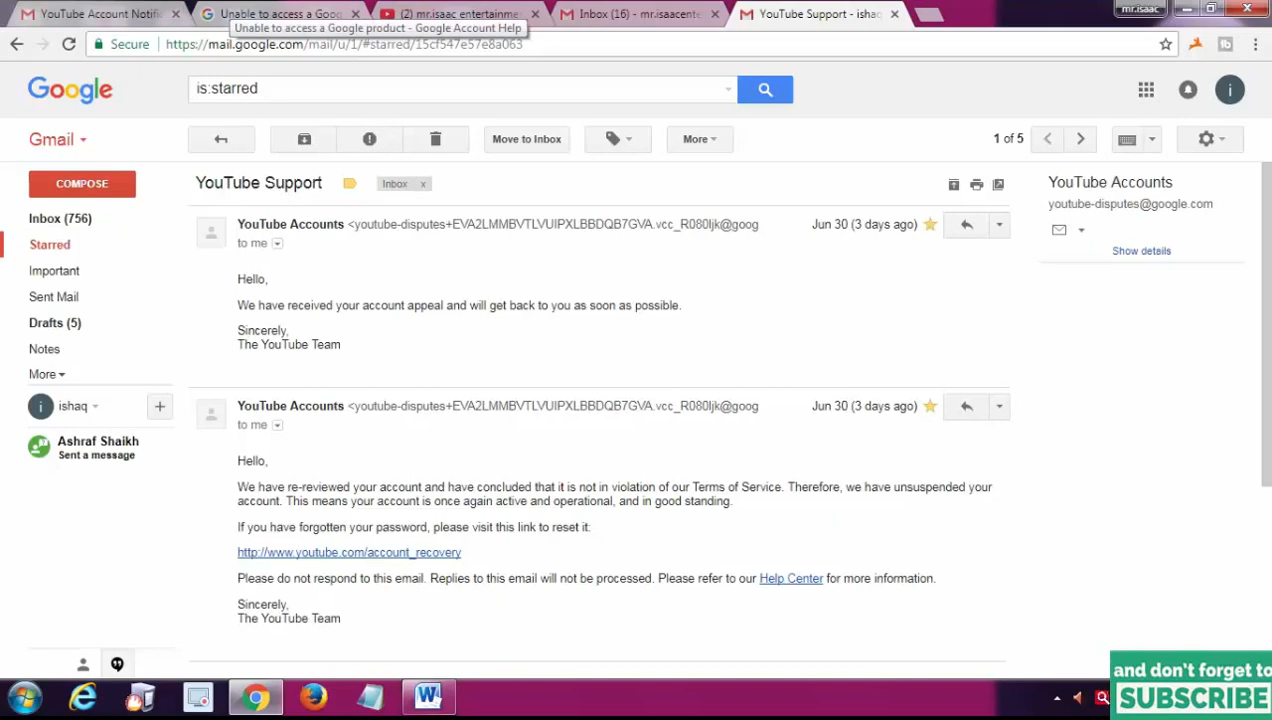 YouTube Account Notifi
Unable to access a Goo
(2) mr.isaac entertainme
Inbox (16) - mr.isaacente
YouTube Support - ishaq
mr.isaac
Unable to access a Google product - Google Account Help
Secure
https://mail.google.com/mail/u/1/#starred/15cf547e57e8a063
Google
is:starred
Gmail
Move to Inbox
More
1 of 5
COMPOSE
YouTube Support
Inbox x
YouTube Accounts
youtube-disputes@google.com
Show details
Inbox (756)
Starred
Important
Sent Mail
Drafts (5)
Notes
More
i
ishaq
Ashraf Shaikh
Sent a message
YouTube Accounts <youtube-disputes+EVA2LMMBVTLVUIPXLBBDQB7GVA.vcc_R080ljk@goog
Jun 30 (3 days ago)
to me
Hello,
We have received your account appeal and will get back to you as soon as possible.
Sincerely,
The YouTube Team
YouTube Accounts <youtube-disputes+EVA2LMMBVTLVUIPXLBBDQB7GVA.vcc_R080ljk@goog
Jun 30 (3 days ago)
to me
Hello,
We have re-reviewed your account and have concluded that it is not in violation of our Terms of Service. Therefore, we have unsuspended your
account. This means your account is once again active and operational, and in good standing.
If you have forgotten your password, please visit this link to reset it:
http://www.youtube.com/account_recovery
Please do not respond to this email. Replies to this email will not be processed. Please refer to our Help Center for more information.
Sincerely,
The YouTube Team
and don't forget to
SUBSCRIBE